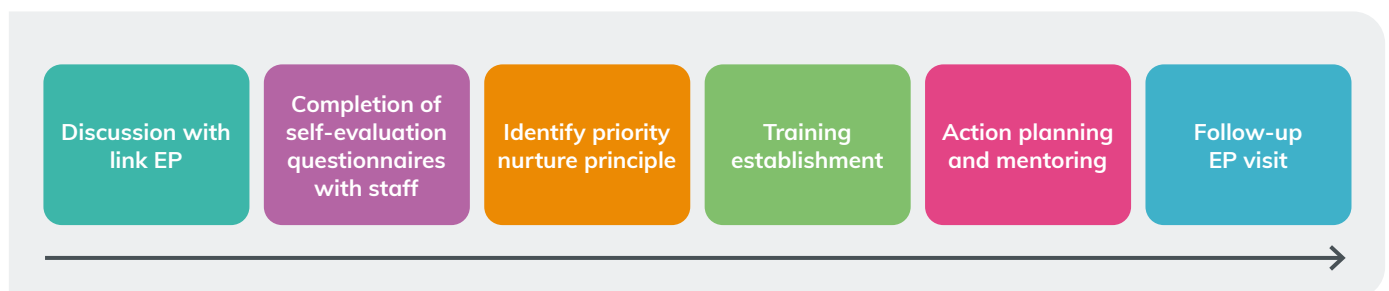 Discussion with
link EP
Completion of
self-evaluation
questionnaires
with staff
Identify priority
nurture principle
Training
establishment
Action planning
and mentoring
Follow-up
EP visit